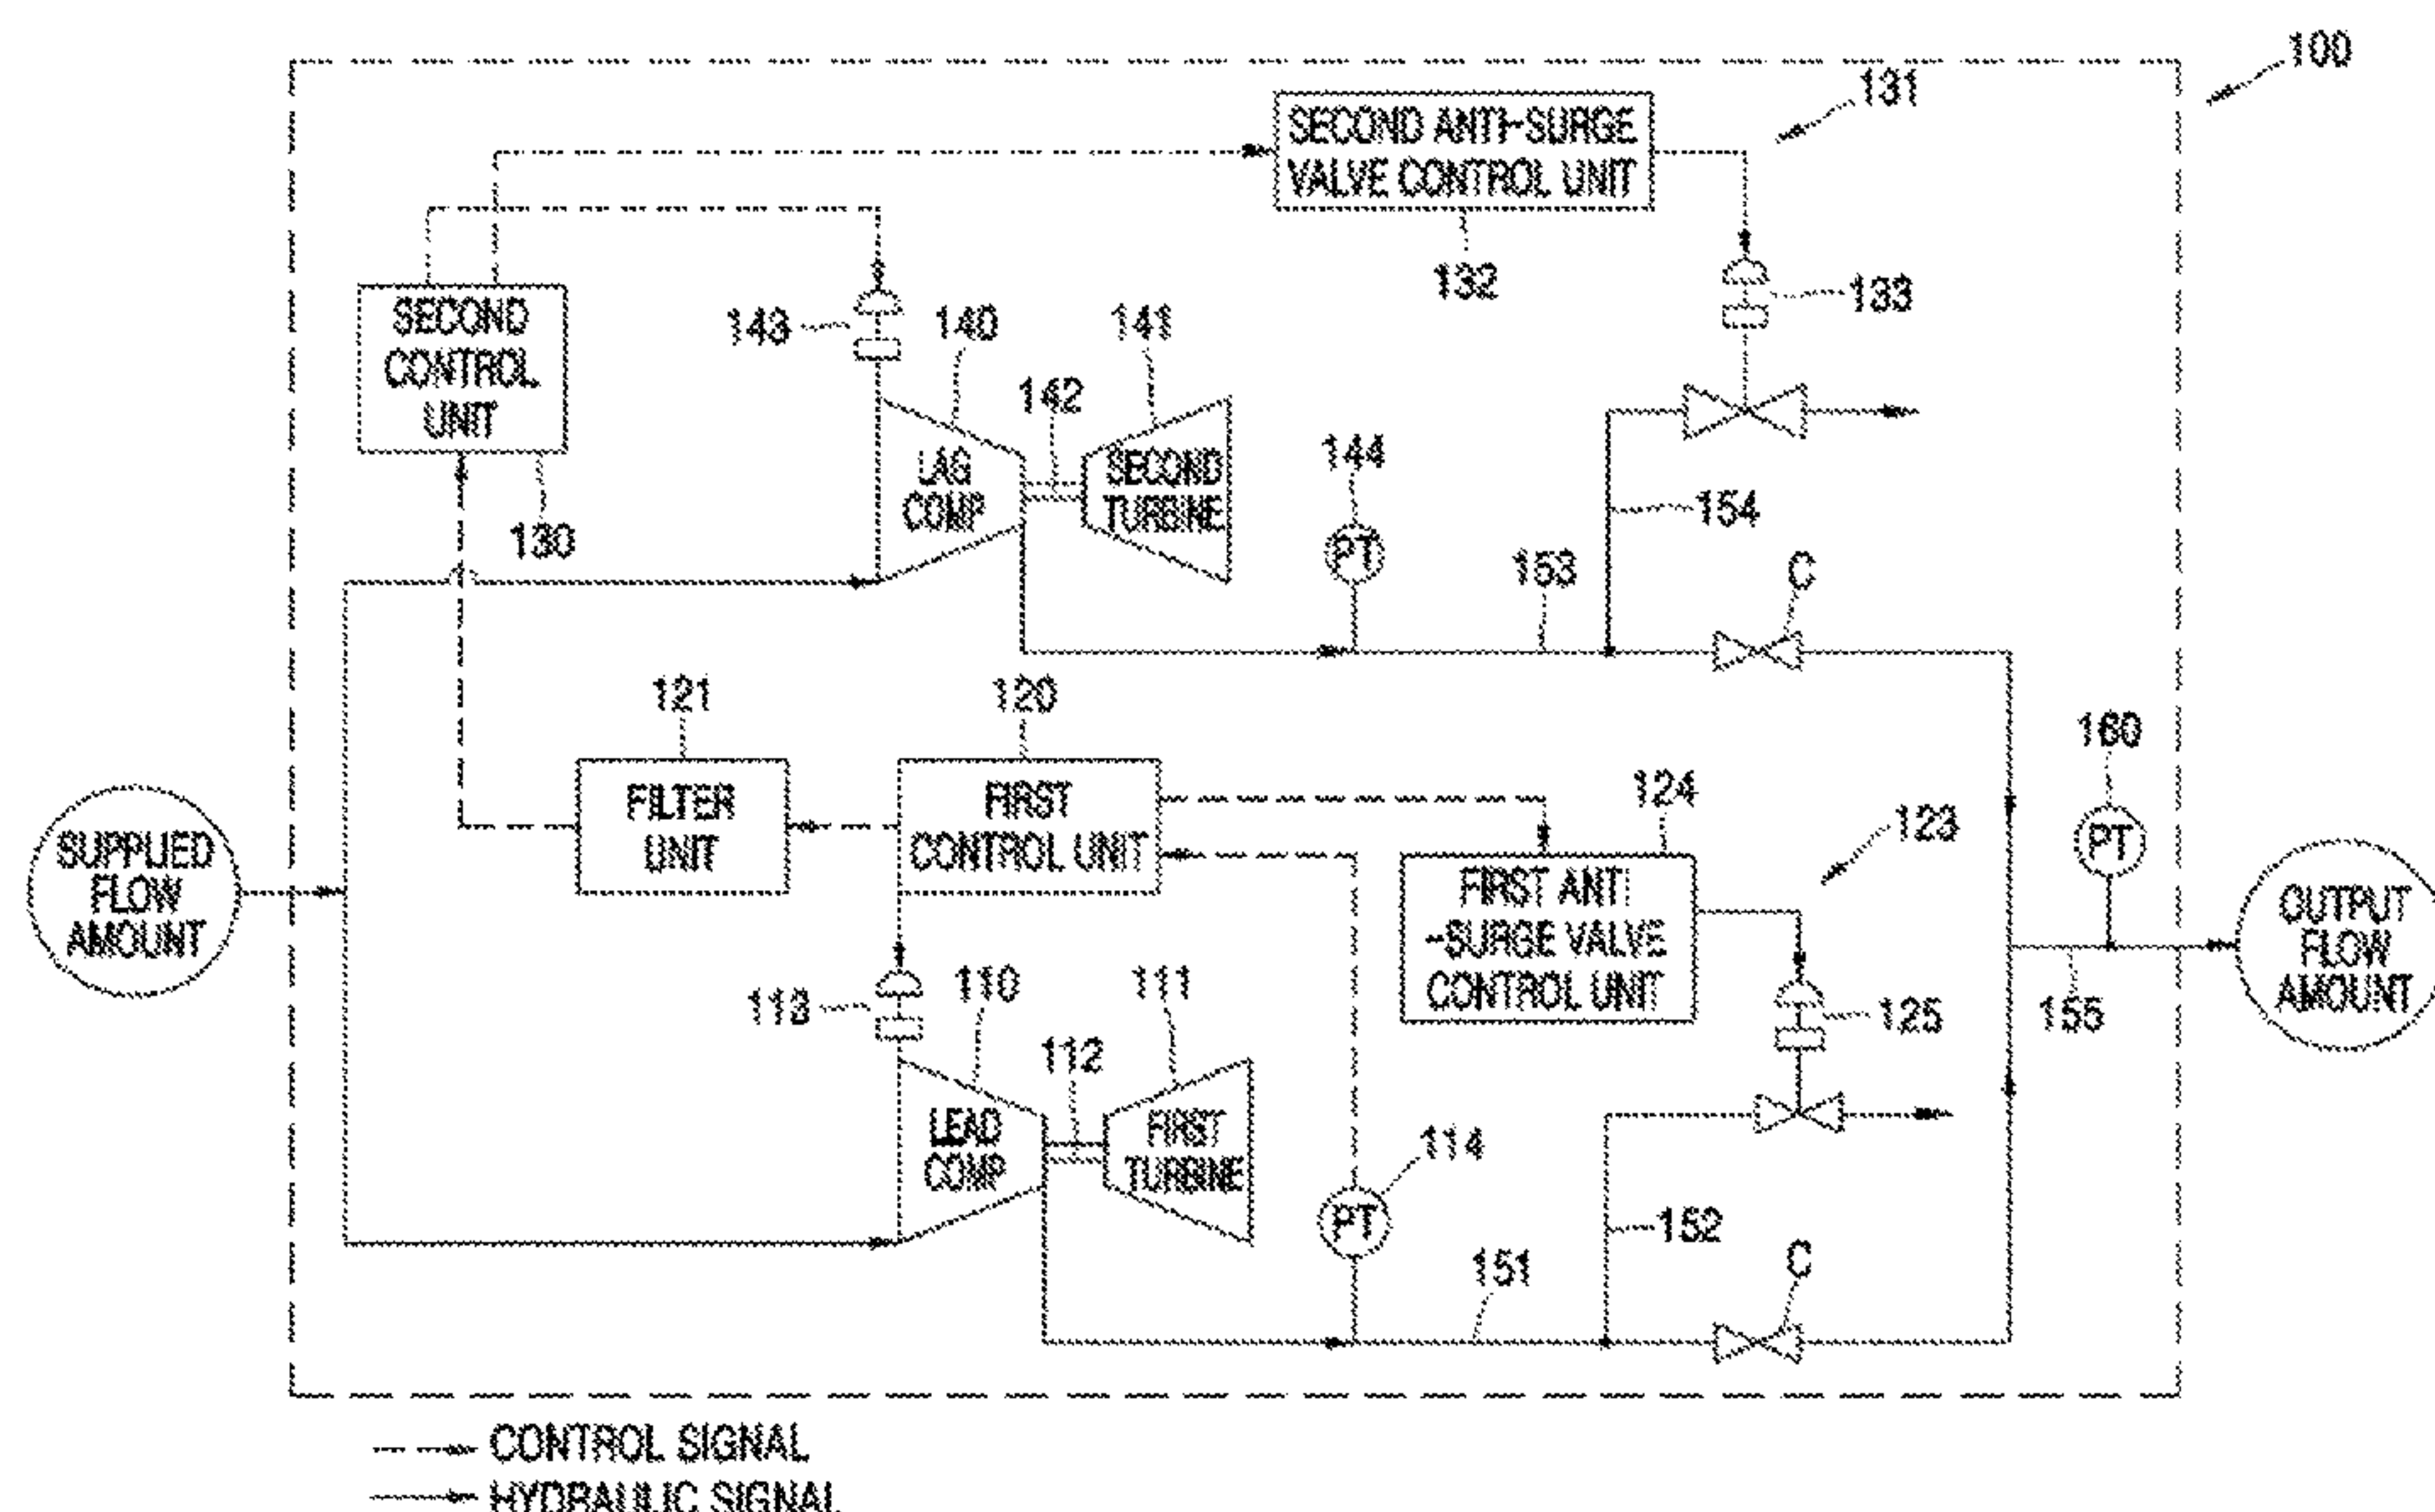 100
131
SECOND ANTI-SURGE
VALVE CONTROL UNIT
132
133
SECOND
CONTROL
UNIT
130
143
140
141
142
LAG
COMP
SECOND
TURBINE
144
PT
154
153
C
121
120
FILTER
UNIT
FIRST
CONTROL UNIT
124
123
160
PT
SUPPLIED
FLOW
AMOUNT
FIRST ANTI
-SURGE VALVE
CONTROL UNIT
OUTPUT
FLOW
AMOUNT
155
113
110
111
112
125
LEAD
COMP
FIRST
TURBINE
114
PT
152
151
C
CONTROL SIGNAL
HYDRAULIC SIGNAL